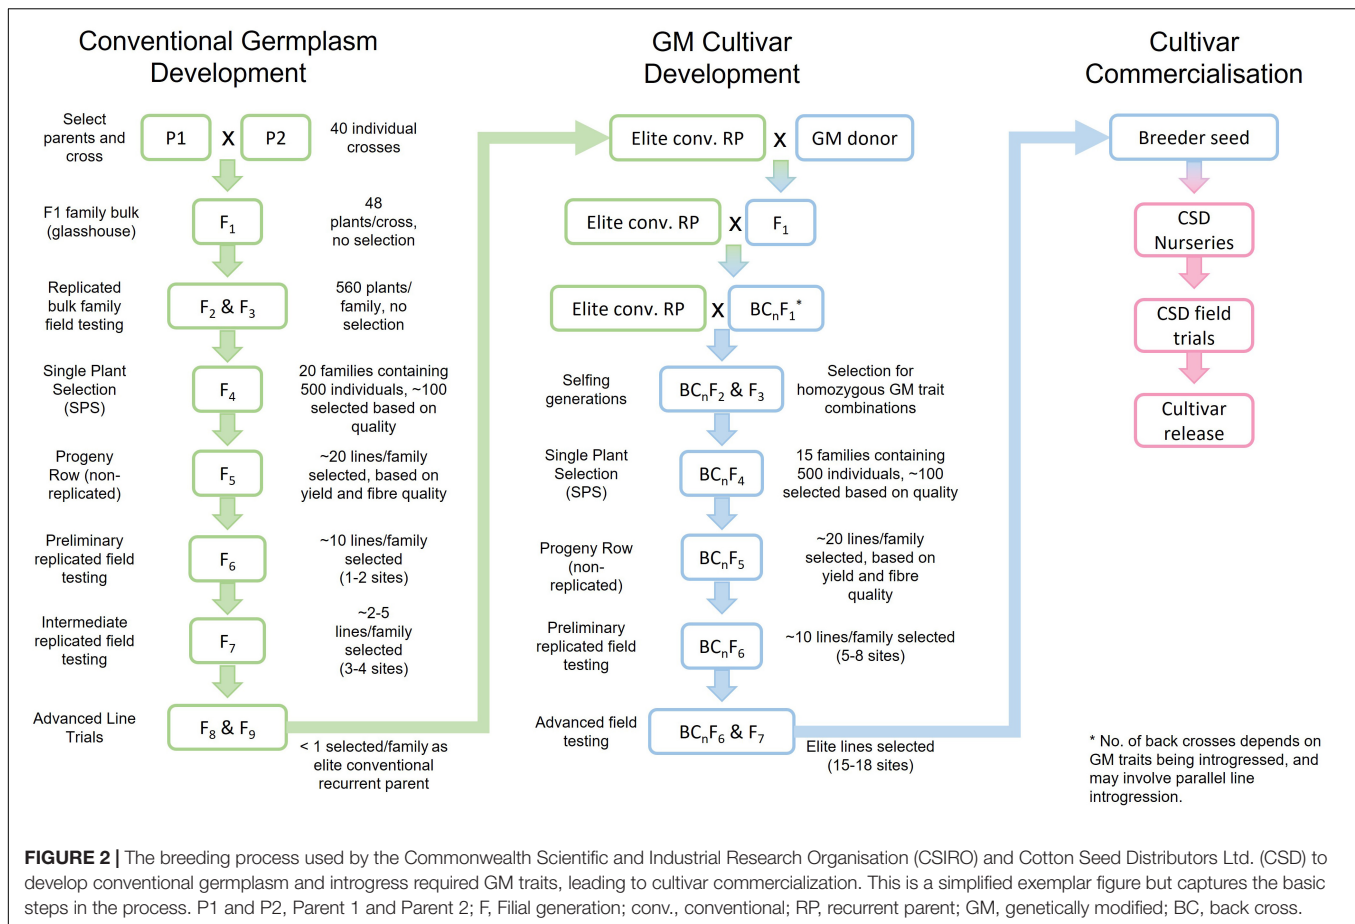 Conventional Germplasm
Development
Select
parents and
cross
P1
X
P2
40 individual
crosses
F1 family bulk
(glasshouse)
F1
48
plants/cross,
no selection
Replicated
bulk family
field testing
F2 & F3
560 plants/
family, no
selection
Single Plant
Selection
(SPS)
F4
20 families containing
500 individuals, ~100
selected based on
quality
Progeny
Row (non-
replicated)
F5
~20 lines/family
selected, based on
yield and fibre quality
Preliminary
replicated field
testing
F6
~10 lines/family
selected
(1-2 sites)
Intermediate
replicated field
testing
F7
~2-5
lines/family
selected
(3-4 sites)
Advanced Line
Trials
F8 & F9
< 1 selected/family as
elite conventional
recurrent parent
GM Cultivar
Development
Elite conv. RP
X
GM donor
Elite conv. RP
X
F1
Elite conv. RP
X
BCnF1*
Selfing
generations
BCnF2 & F3
Selection for
homozygous GM trait
combinations
Single Plant
Selection
(SPS)
BCnF4
15 families containing
500 individuals, ~100
selected based on quality
Progeny Row
(non-
replicated)
BCnF5
~20 lines/family
selected, based on
yield and fibre
quality
Preliminary
replicated field
testing
BCnF6
~10 lines/family selected
(5-8 sites)
Advanced field
testing
BCnF6 & F7
Elite lines selected
(15-18 sites)
Cultivar
Commercialisation
Breeder seed
CSD
Nurseries
CSD field
trials
Cultivar
release
* No. of back crosses depends on
GM traits being introgressed, and
may involve parallel line
introgression.
FIGURE 2 | The breeding process used by the Commonwealth Scientific and Industrial Research Organisation (CSIRO) and Cotton Seed Distributors Ltd. (CSD) to
develop conventional germplasm and introgress required GM traits, leading to cultivar commercialization. This is a simplified exemplar figure but captures the basic
steps in the process. P1 and P2, Parent 1 and Parent 2; F, Filial generation; conv., conventional; RP, recurrent parent; GM, genetically modified; BC, back cross.